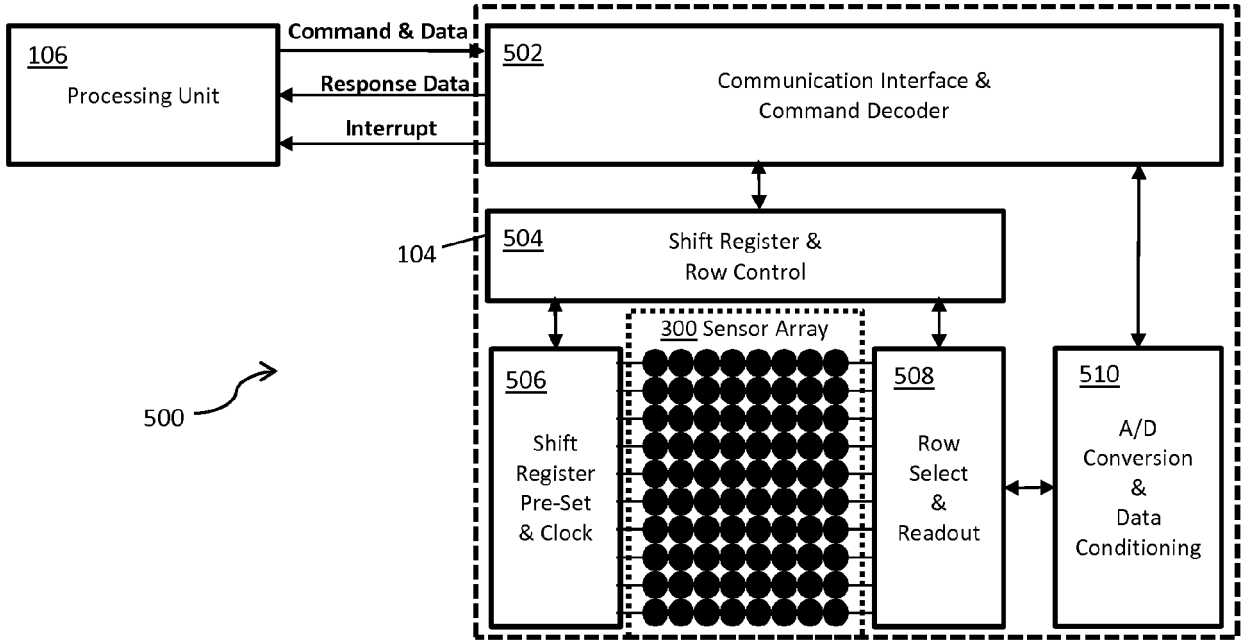 106
Processing Unit
Command & Data
Response Data
Interrupt
502
Communication Interface &
Command Decoder
104
504
Shift Register &
Row Control
300 Sensor Array
500
506
Shift
Register
Pre-Set
& Clock
508
Row
Select
&
Readout
510
A/D
Conversion
&
Data
Conditioning